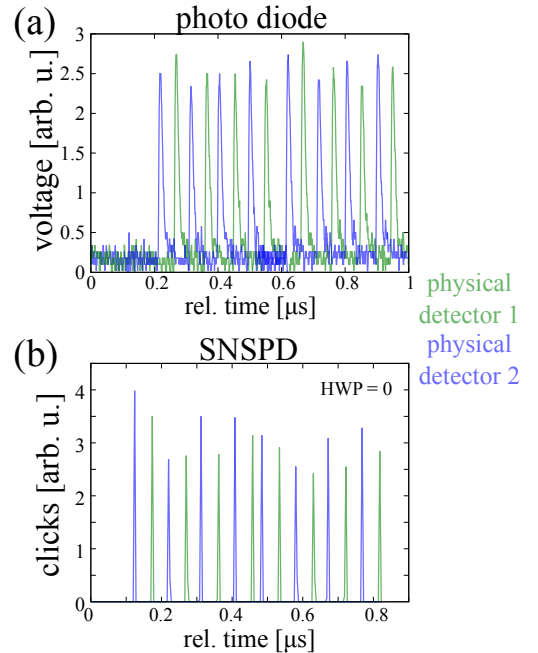 (a)
photo diode
voltage [arb. u.]
3
2.5
2
1.5
1
0.5
0
0 0.2 0.4 0.6 0.8 1
rel. time [μs]
physical
detector 1
physical
detector 2
(b)
SNSPD
HWP = 0
clicks [arb. u.]
4
3
2
1
0
0 0.2 0.4 0.6 0.8
rel. time [μs]